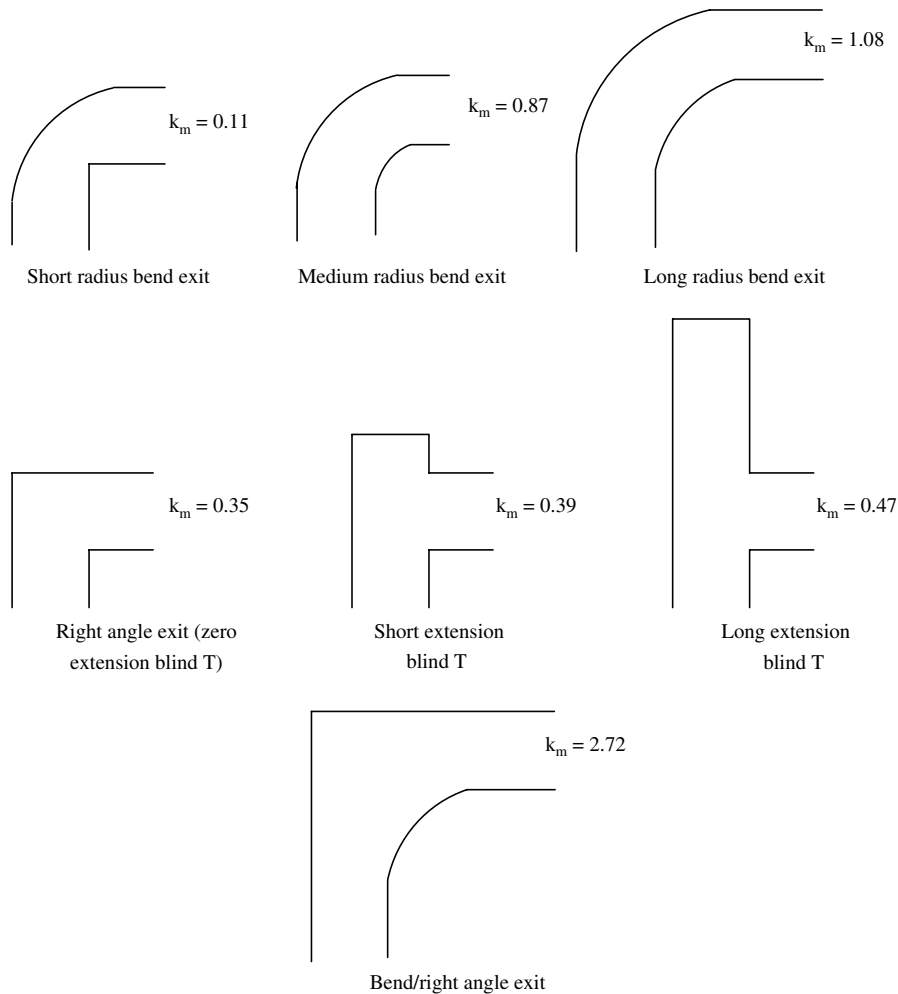 k_m = 1.08
k_m = 0.11
k_m = 0.87
Short radius bend exit
Medium radius bend exit
Long radius bend exit
k_m = 0.35
k_m = 0.39
k_m = 0.47
Right angle exit (zero
extension blind T)
Short extension
blind T
Long extension
blind T
k_m = 2.72
Bend/right angle exit